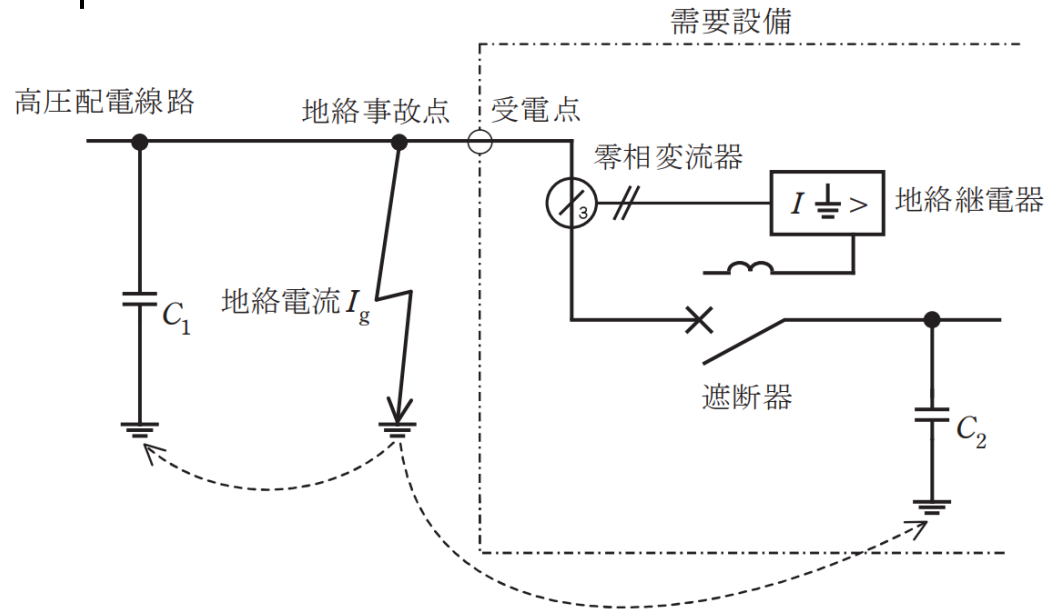 需要設備
高圧配電線路
地絡事故点
受電点
零相変流器
3
I >
地絡継電器
C1
地絡電流Ig
遮断器
C2